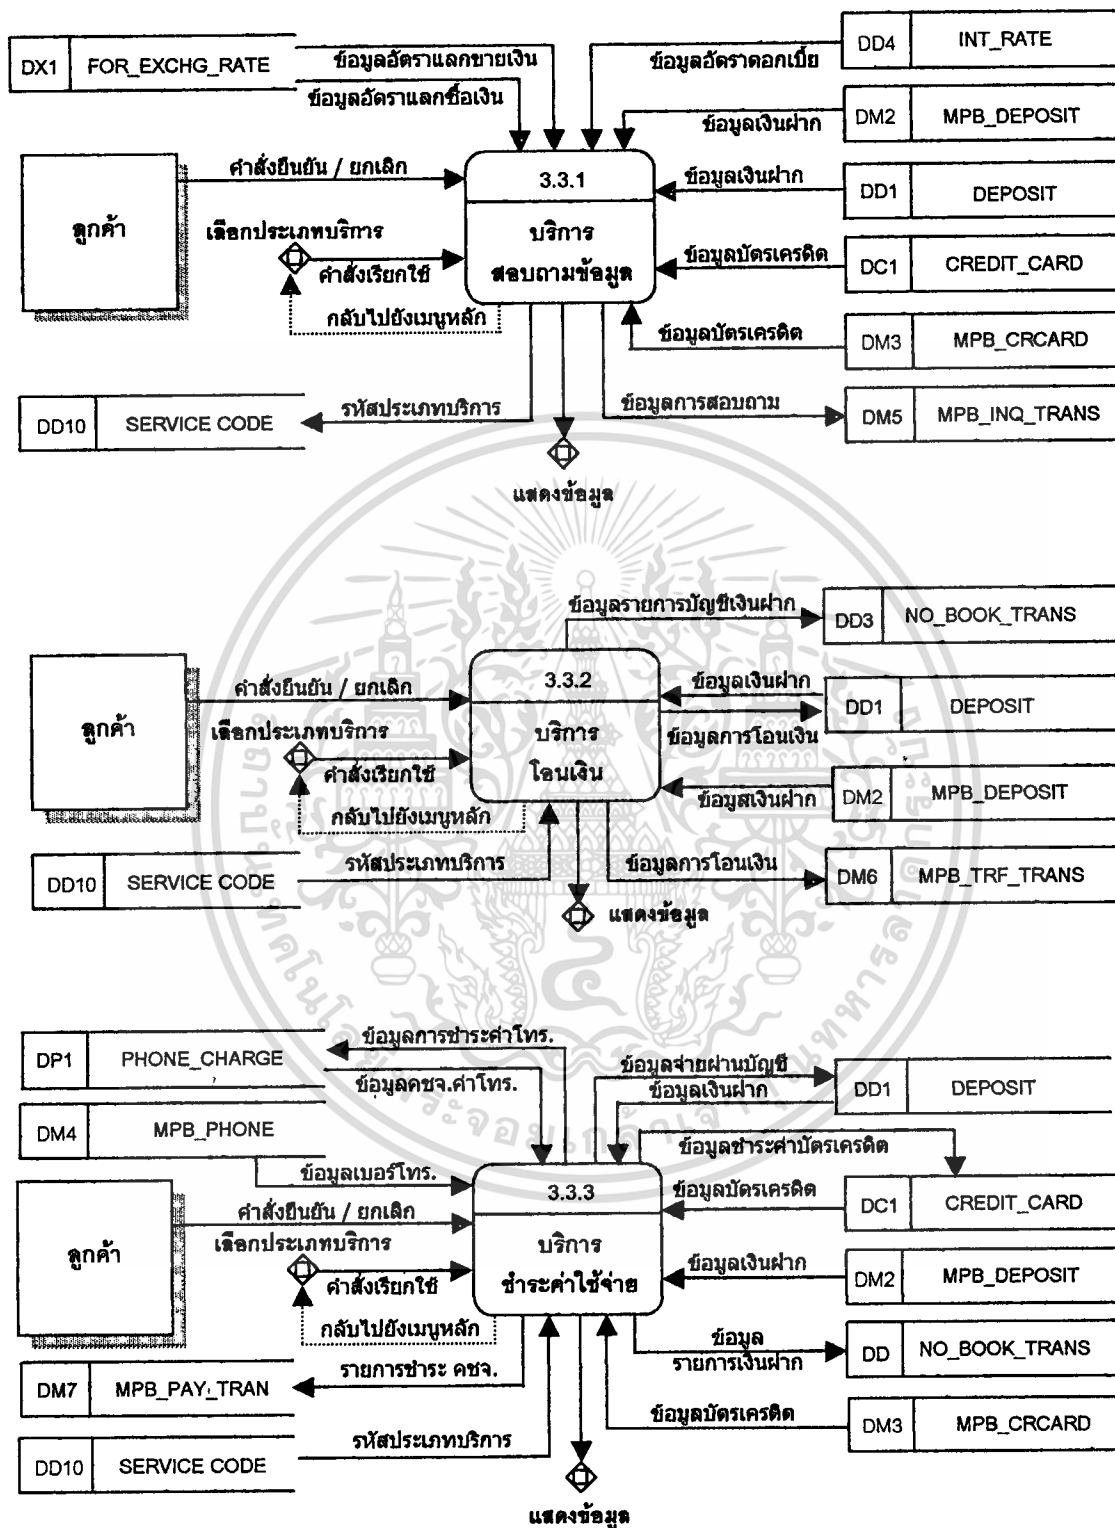 DX1 FOR_EXCHG_RATE
ข้อมูลอัตราแลกขายเงิน
ข้อมูลอัตราแลกซื้อเงิน
ข้อมูลอัตราดอกเบี้ย
DD4 INT_RATE
ข้อมูลเงินฝาก
DM2 MPB_DEPOSIT
ลูกค้า
คำสั่งยืนยัน / ยกเลิก
3.3.1
บริการ
สอบถามข้อมูล
ข้อมูลเงินฝาก
DD1 DEPOSIT
เลือกประเภทบริการ
คำสั่งเรียกใช้
กลับไปยังเมนูหลัก
ข้อมูลบัตรเครดิต
DC1 CREDIT_CARD
ข้อมูลบัตรเครดิต
DM3 MPB_CRCARD
DD10 SERVICE CODE
รหัสประเภทบริการ
ข้อมูลการสอบถาม
DM5 MPB_INQ_TRANS
แสดงข้อมูล
ข้อมูลรายการบัญชีเงินฝาก
DD3 NO_BOOK_TRANS
ลูกค้า
คำสั่งยืนยัน / ยกเลิก
3.3.2
บริการ
โอนเงิน
ข้อมูลเงินฝาก
DD1 DEPOSIT
ข้อมูลการโอนเงิน
เลือกประเภทบริการ
คำสั่งเรียกใช้
กลับไปยังเมนูหลัก
ข้อมูลเงินฝาก
DM2 MPB_DEPOSIT
DD10 SERVICE CODE
รหัสประเภทบริการ
ข้อมูลการโอนเงิน
DM6 MPB_TRF_TRANS
แสดงข้อมูล
DP1 PHONE_CHARGE
ข้อมูลการชำระค่าโทร.
ข้อมูลคชจ.ค่าโทร.
ข้อมูลจ่ายผ่านบัญชี
ข้อมูลเงินฝาก
DD1 DEPOSIT
DM4 MPB_PHONE
ข้อมูลเบอร์โทร.
ข้อมูลชำระค่าบัตรเครดิต
ลูกค้า
คำสั่งยืนยัน / ยกเลิก
3.3.3
บริการ
ชำระค่าใช้จ่าย
ข้อมูลบัตรเครดิต
DC1 CREDIT_CARD
เลือกประเภทบริการ
คำสั่งเรียกใช้
กลับไปยังเมนูหลัก
ข้อมูลเงินฝาก
DM2 MPB_DEPOSIT
ข้อมูล
รายการเงินฝาก
DD NO_BOOK_TRANS
DM7 MPB_PAY_TRAN
รายการชำระ คชจ.
ข้อมูลบัตรเครดิต
DM3 MPB_CRCARD
DD10 SERVICE CODE
รหัสประเภทบริการ
แสดงข้อมูล